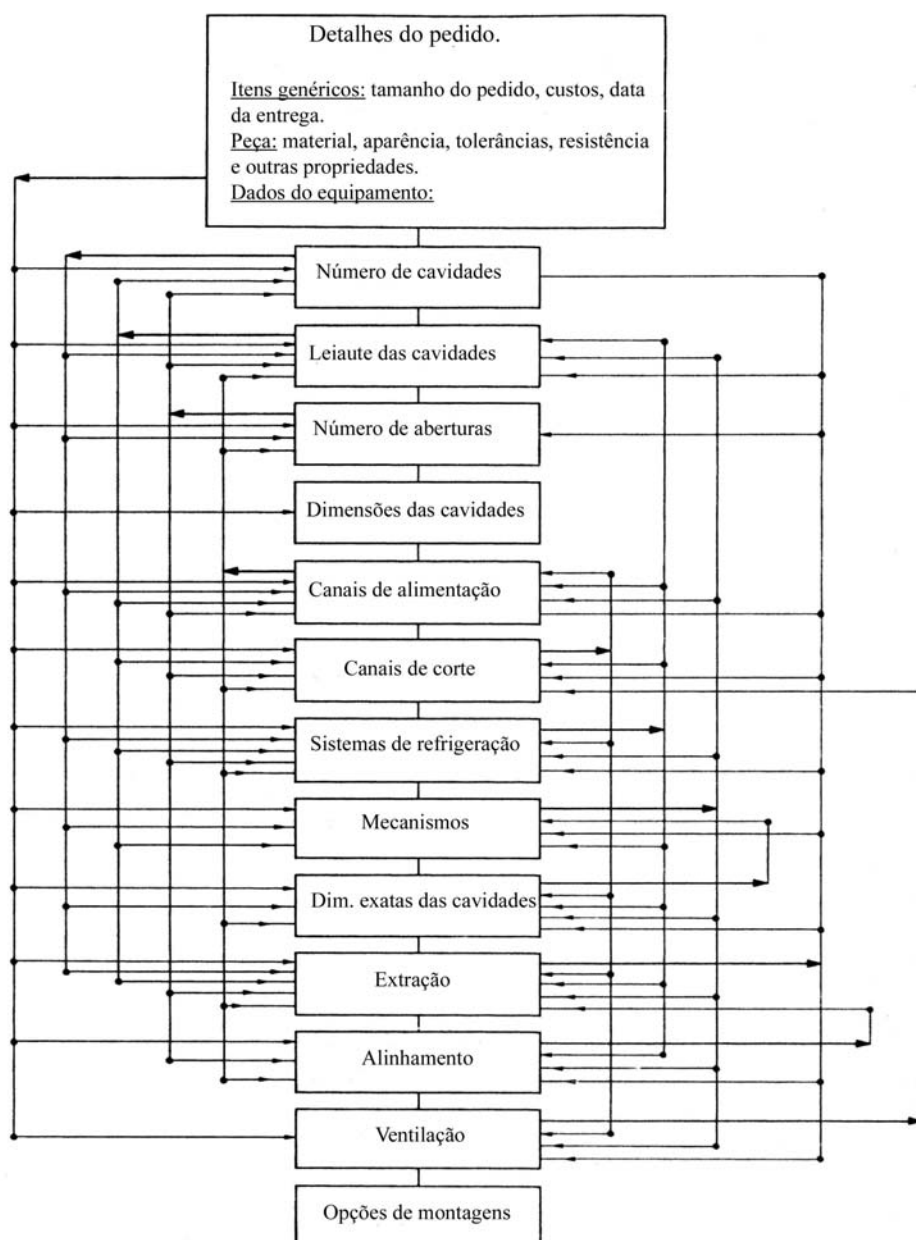 Detalhes do pedido.
Itens genéricos: tamanho do pedido, custos, data
da entrega.
Peça: material, aparência, tolerâncias, resistência
e outras propriedades.
Dados do equipamento:
Número de cavidades
Leiaute das cavidades
Número de aberturas
Dimensões das cavidades
Canais de alimentação
Canais de corte
Sistemas de refrigeração
Mecanismos
Dim. exatas das cavidades
Extração
Alinhamento
Ventilação
Opções de montagens